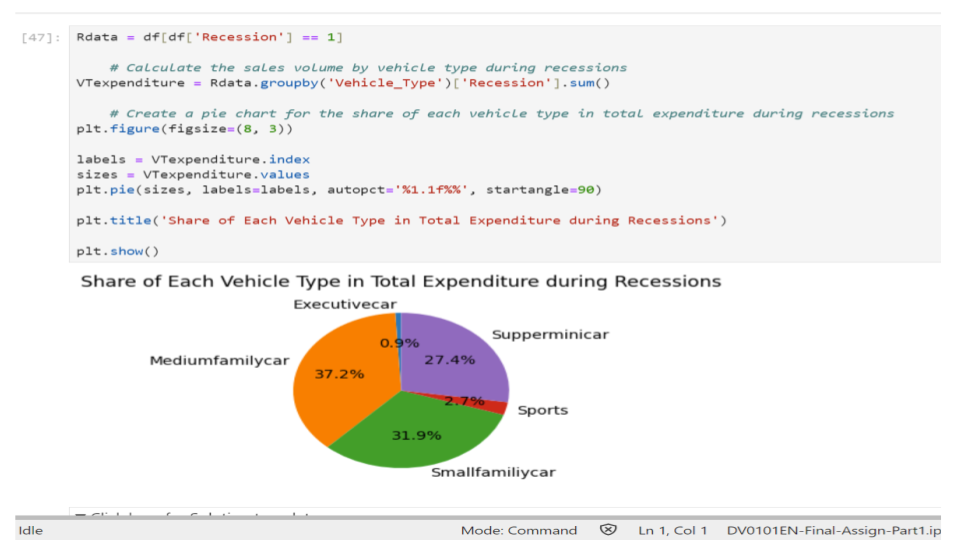 [47]: Rdata = df[df['Recession'] == 1]
# Calculate the sales volume by vehicle type during recessions
VTexpenditure = Rdata.groupby('Vehicle_Type')['Recession'].sum()
# Create a pie chart for the share of each vehicle type in total expenditure during recessions
plt.figure(figsize=(8, 3))
labels = VTexpenditure.index
sizes = VTexpenditure.values
plt.pie(sizes, labels=labels, autopct='%1.1f%%', startangle=90)
plt.title('Share of Each Vehicle Type in Total Expenditure during Recessions')
plt.show()
Share of Each Vehicle Type in Total Expenditure during Recessions
Executivecar
0.9%
Supperminicar
27.4%
Mediumfamilycar
37.2%
2.7%
Sports
31.9%
Smallfamiliycar
Idle Mode: Command Ln 1, Col 1 DV0101EN-Final-Assign-Part1.ip